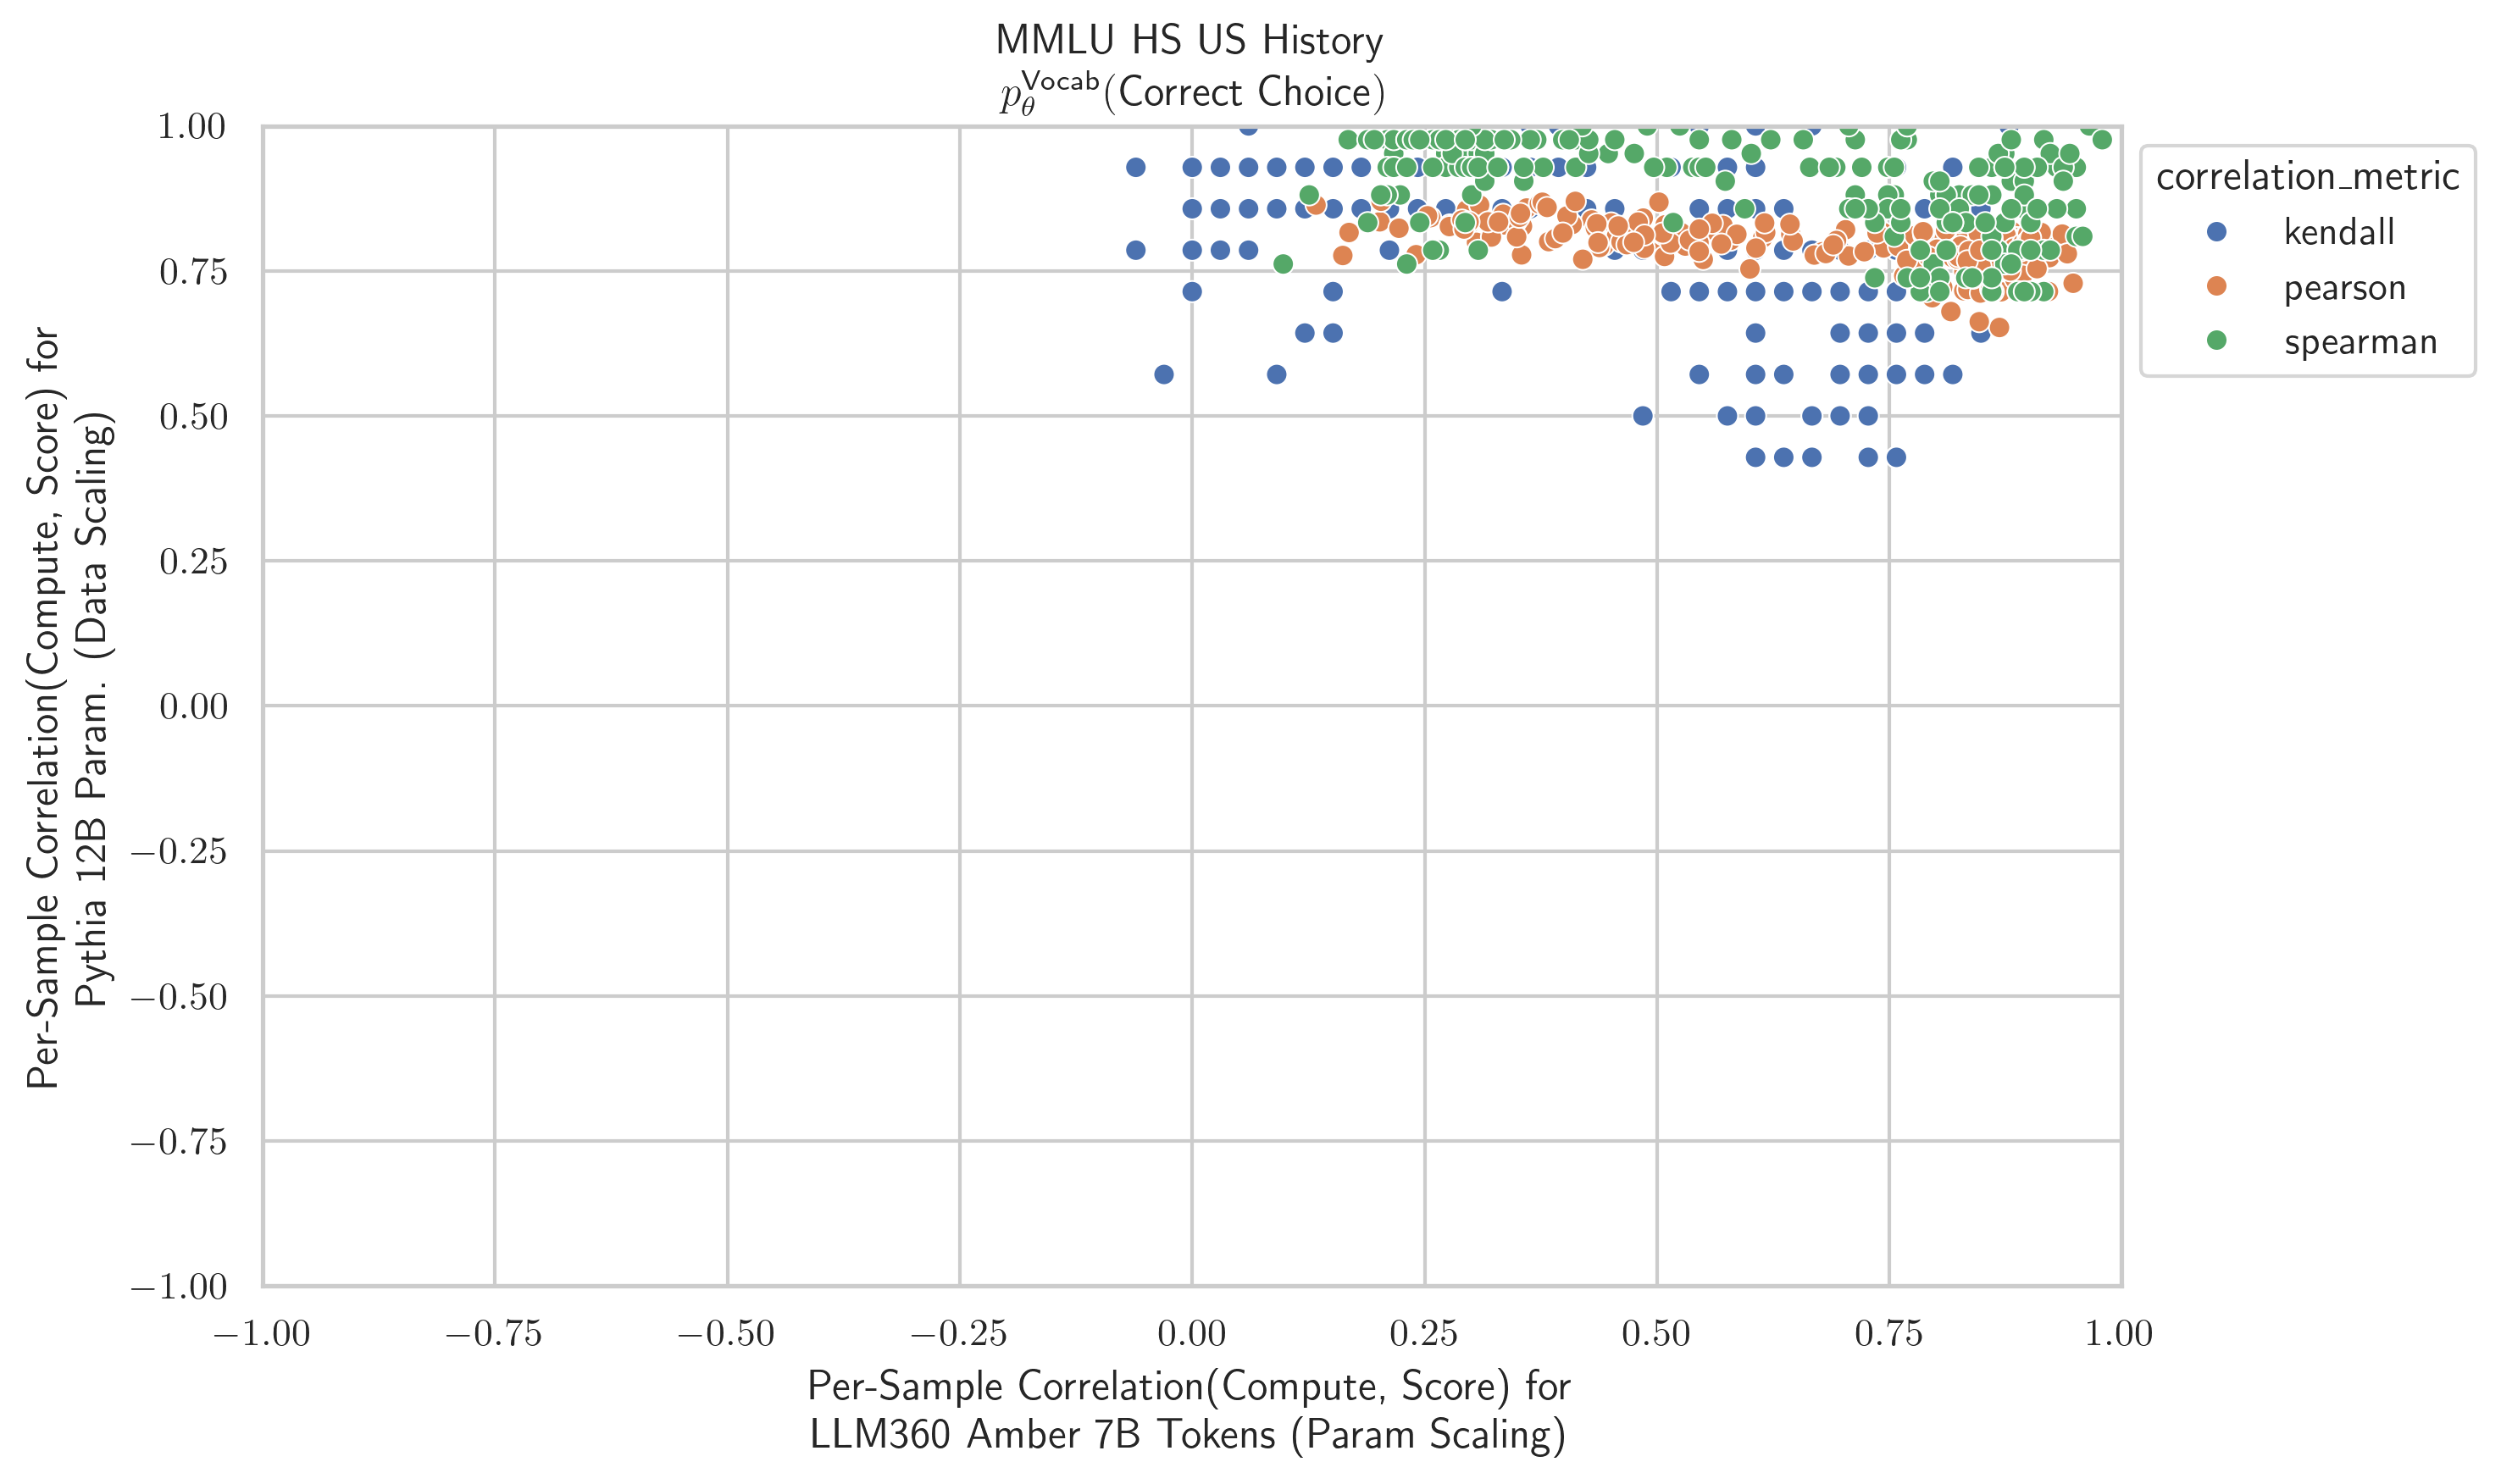 MMLU HS US History
p_θ^Vocab(Correct Choice)
Per-Sample Correlation(Compute, Score) for
Pythia 12B Param. (Data Scaling)
1.00
0.75
0.50
0.25
0.00
−0.25
−0.50
−0.75
−1.00
−1.00
−0.75
−0.50
−0.25
0.00
0.25
0.50
0.75
1.00
Per-Sample Correlation(Compute, Score) for
LLM360 Amber 7B Tokens (Param Scaling)
correlation_metric
kendall
pearson
spearman